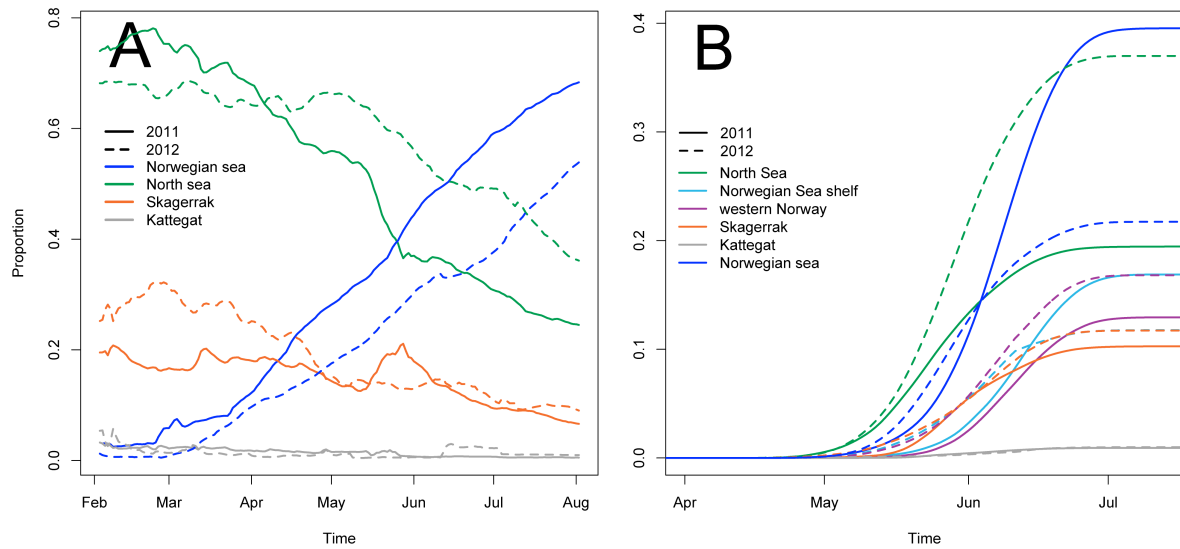 A
0.8
0.6
0.4
0.2
0.0
Proportion
2011
2012
Norwegian sea
North sea
Skagerrak
Kattegat
Feb Mar Apr May Jun Jul Aug
Time
B
0.4
0.3
0.2
0.1
0.0
2011
2012
North Sea
Norwegian Sea shelf
western Norway
Skagerrak
Kattegat
Norwegian sea
Apr May Jun Jul
Time